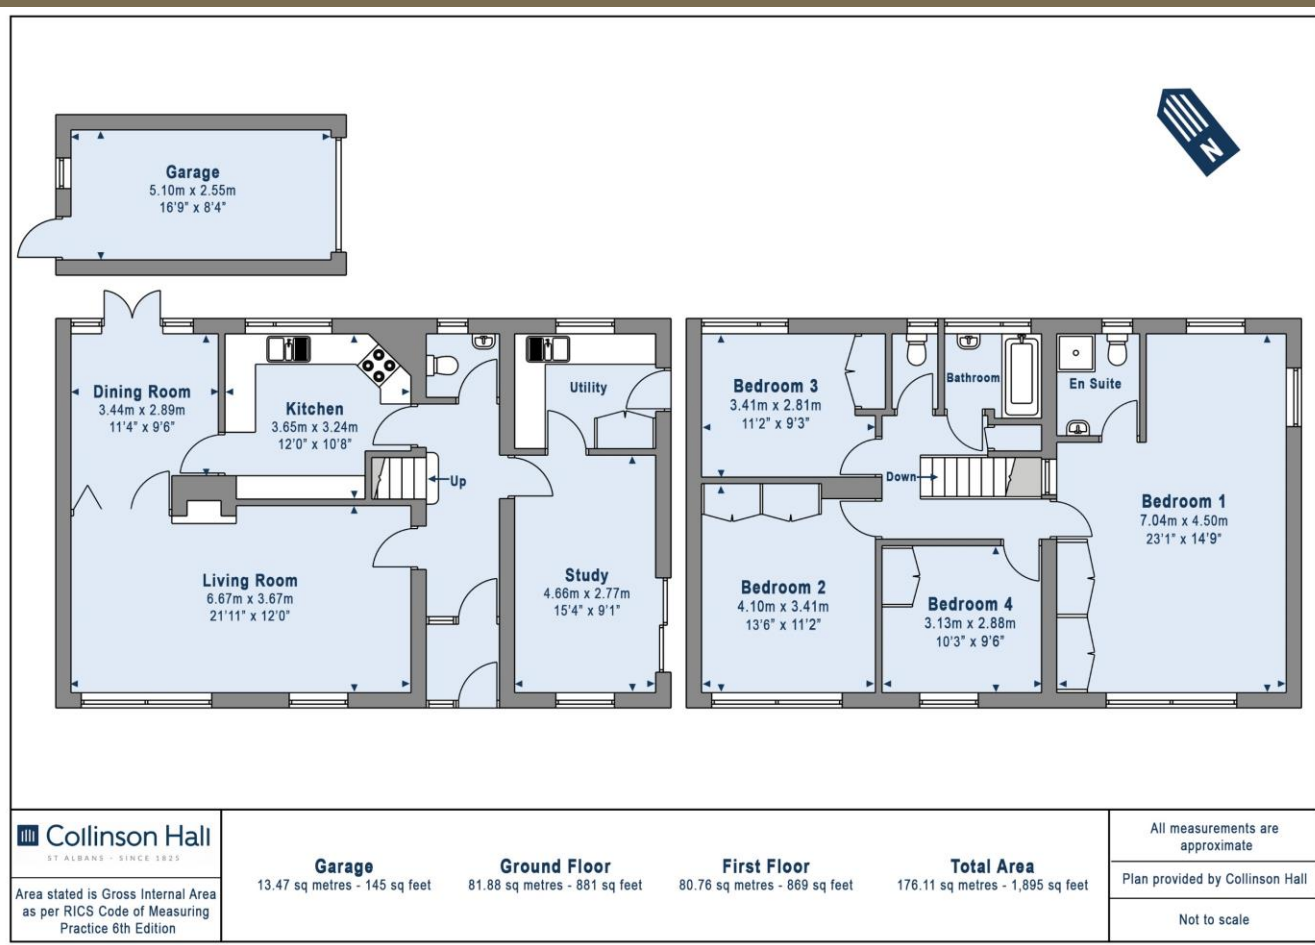 N
Garage
5.10m x 2.55m
16'9" x 8'4"
Dining Room
3.44m x 2.89m
11'4" x 9'6"
Kitchen
3.65m x 3.24m
12'0" x 10'8"
Utility
Up
Living Room
6.67m x 3.67m
21'11" x 12'0"
Study
4.66m x 2.77m
15'4" x 9'1"
Bedroom 3
3.41m x 2.81m
11'2" x 9'3"
Bathroom
En Suite
Down
Bedroom 1
7.04m x 4.50m
23'1" x 14'9"
Bedroom 2
4.10m x 3.41m
13'6" x 11'2"
Bedroom 4
3.13m x 2.88m
10'3" x 9'6"
Collinson Hall
ST ALBANS - SINCE 1825
Area stated is Gross Internal Area
as per RICS Code of Measuring
Practice 6th Edition
Garage
13.47 sq metres - 145 sq feet
Ground Floor
81.88 sq metres - 881 sq feet
First Floor
80.76 sq metres - 869 sq feet
Total Area
176.11 sq metres - 1,895 sq feet
All measurements are
approximate
Plan provided by Collinson Hall
Not to scale